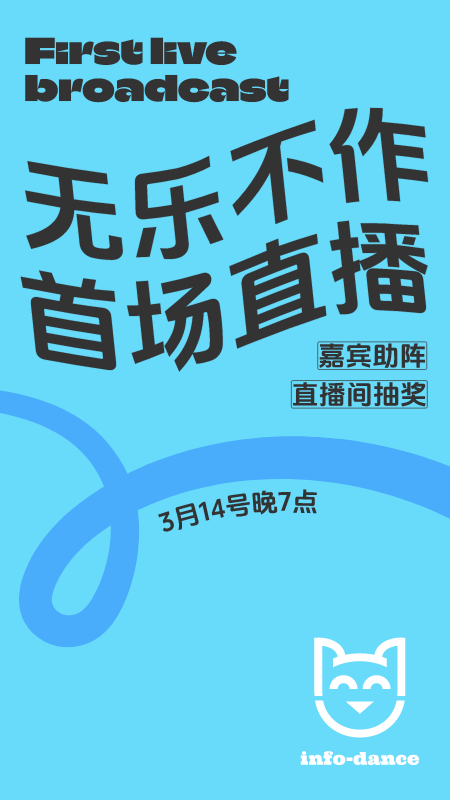 First live
broadcast
无乐不作
首场直播
嘉宾助阵
直播间抽奖
3月14号晚7点
info-dance